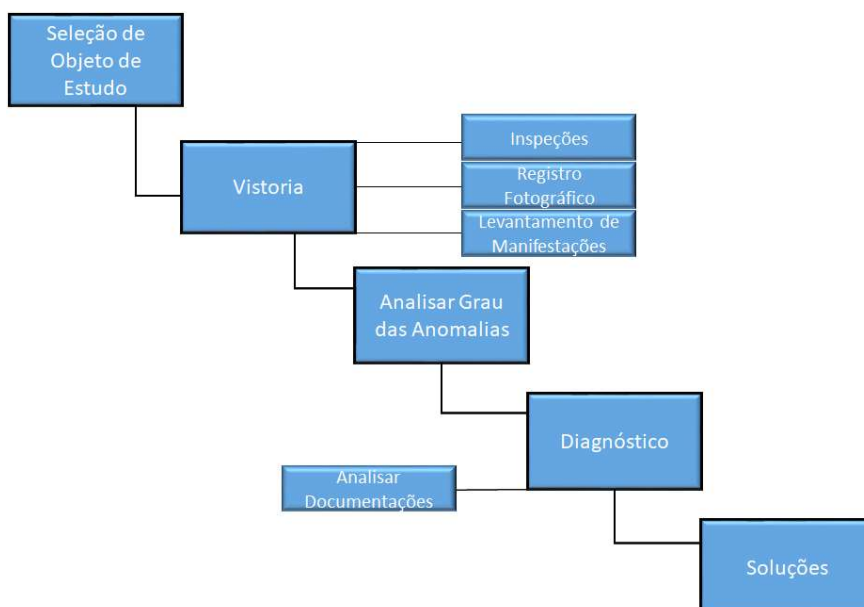 Seleção de
Objeto de
Estudo
Vistoria
Inspeções
Registro
Fotográfico
Levantamento de
Manifestações
Analisar Grau
das Anomalias
Diagnóstico
Analisar
Documentações
Soluções